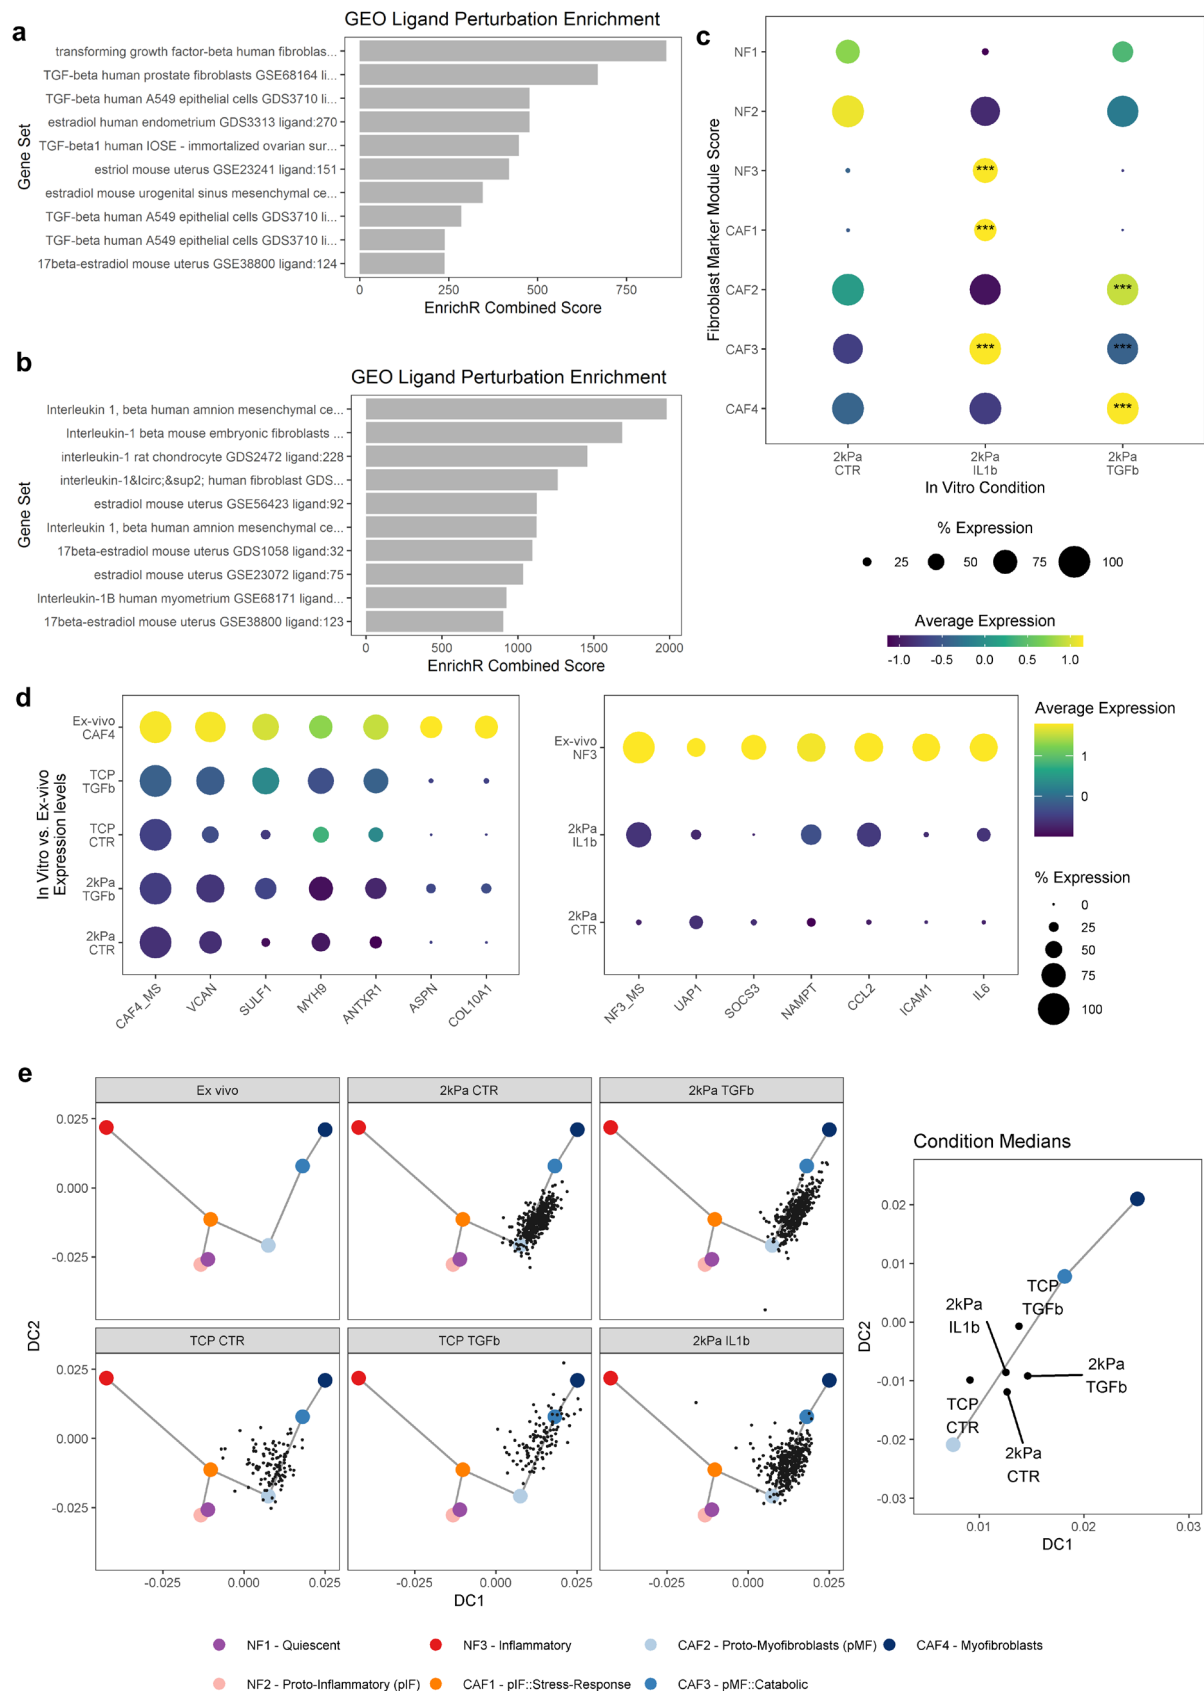 a
GEO Ligand Perturbation Enrichment
Gene Set
transforming growth factor-beta human fibroblas...
TGF-beta human prostate fibroblasts GSE68164 li...
TGF-beta human A549 epithelial cells GDS3710 li...
estradiol human endometrium GDS3313 ligand:270
TGF-beta1 human IOSE - immortalized ovarian sur...
estriol mouse uterus GSE23241 ligand:151
estradiol mouse urogenital sinus mesenchymal ce...
TGF-beta human A549 epithelial cells GDS3710 li...
TGF-beta human A549 epithelial cells GDS3710 li...
17beta-estradiol mouse uterus GSE38800 ligand:124
0 250 500 750
EnrichR Combined Score
b
GEO Ligand Perturbation Enrichment
Gene Set
Interleukin 1, beta human amnion mesenchymal ce...
Interleukin-1 beta mouse embryonic fibroblasts ...
interleukin-1 rat chondrocyte GDS2472 ligand:228
interleukin-1&Icirc;&sup2; human fibroblast GDS...
estradiol mouse uterus GSE56423 ligand:92
Interleukin 1, beta human amnion mesenchymal ce...
17beta-estradiol mouse uterus GDS1058 ligand:32
estradiol mouse uterus GSE23072 ligand:75
Interleukin-1B human myometrium GSE68171 ligand...
17beta-estradiol mouse uterus GSE38800 ligand:123
0 500 1000 1500 2000
EnrichR Combined Score
c
Fibroblast Marker Module Score
NF1
NF2
NF3 ***
CAF1 ***
CAF2 ***
CAF3 *** ***
CAF4 ***
2kPa 2kPa 2kPa
CTR IL1b TGFb
In Vitro Condition
% Expression
25 50 75 100
Average Expression
-1.0 -0.5 0.0 0.5 1.0
d
In Vitro vs. Ex-vivo
Expression levels
Ex-vivo
CAF4
TCP
TGFb
TCP
CTR
2kPa
TGFb
2kPa
CTR
CAF4_MS VCAN SULF1 MYH9 ANTXR1 ASPN COL10A1
Ex-vivo
NF3
2kPa
IL1b
2kPa
CTR
NF3_MS UAP1 SOCS3 NAMPT CCL2 ICAM1 IL6
Average Expression
1
0
% Expression
0
25
50
75
100
e
Ex vivo 2kPa CTR 2kPa TGFb
0.025
0.000
-0.025
DC2
TCP CTR TCP TGFb 2kPa IL1b
0.025
0.000
-0.025
-0.025 0.000 0.025 -0.025 0.000 0.025 -0.025 0.000 0.025
DC1
Condition Medians
DC2
0.02
0.01
0.00
-0.01
-0.02
-0.03
TCP
TGFb
2kPa
IL1b
2kPa
TGFb
TCP
CTR
2kPa
CTR
0.01 0.02 0.03
DC1
NF1 - Quiescent NF3 - Inflammatory CAF2 - Proto-Myofibroblasts (pMF) CAF4 - Myofibroblasts
NF2 - Proto-Inflammatory (pIF) CAF1 - pIF::Stress-Response CAF3 - pMF::Catabolic